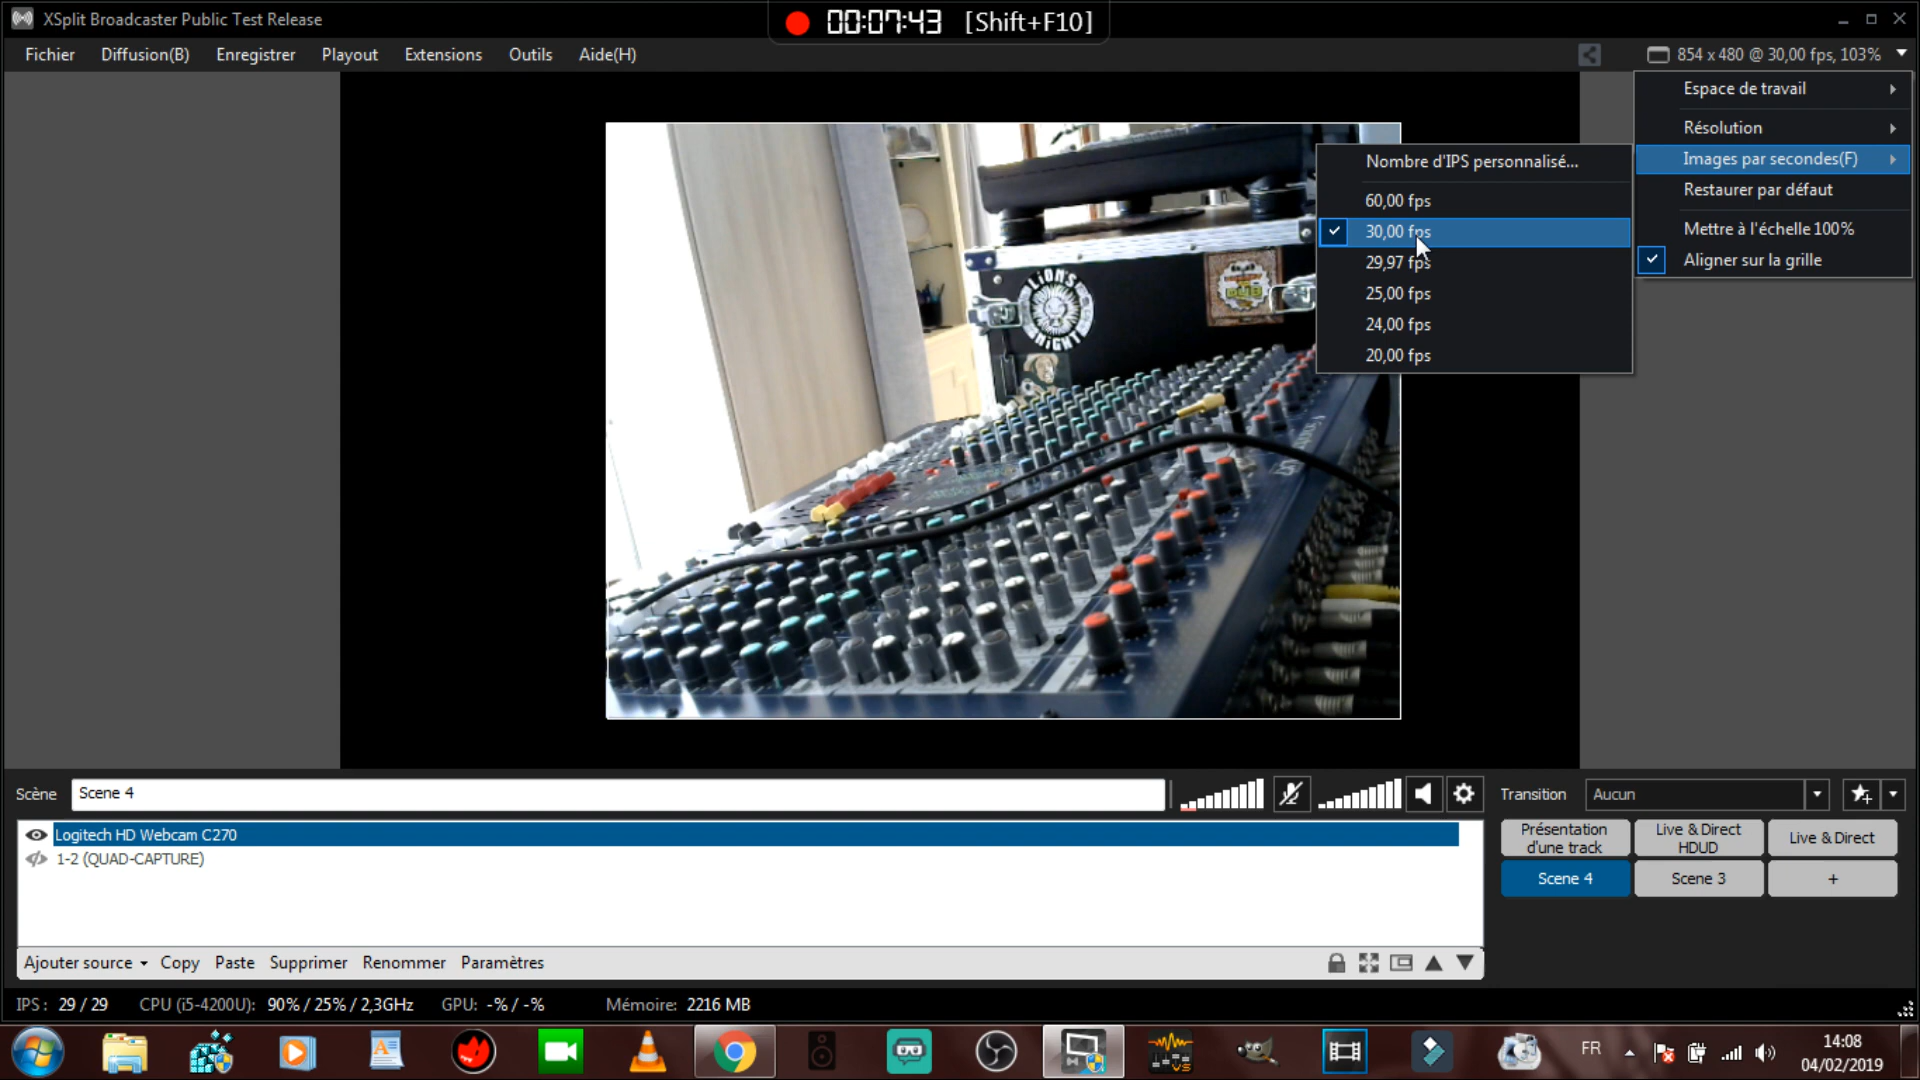 XSplit Broadcaster Public Test Release
00:07:43 [Shift+F10]
Fichier Diffusion(B) Enregistrer Playout Extensions Outils Aide(H)
854 x 480 @ 30,00 fps, 103%
Espace de travail
Résolution
Images par secondes(F)
Restaurer par défaut
Mettre à l'échelle 100%
Aligner sur la grille
Nombre d'IPS personnalisé...
60,00 fps
30,00 fps
29,97 fps
25,00 fps
24,00 fps
20,00 fps
LION'S
NIGHT
Scène Scene 4
Transition Aucun
Logitech HD Webcam C270
1-2 (QUAD-CAPTURE)
Présentation d'une track
Live & Direct HDUD
Live & Direct
Scene 4
Scene 3
+
Ajouter source Copy Paste Supprimer Renommer Paramètres
IPS : 29 / 29 CPU (i5-4200U): 90% / 25% / 2,3GHz GPU: -% / -% Mémoire: 2216 MB
VS
FR
14:08
04/02/2019